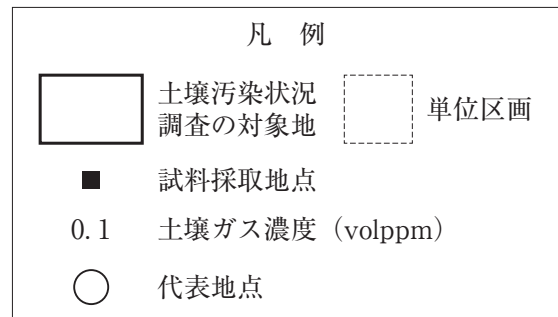 凡 例
土壌汚染状況
調査の対象地
単位区画
試料採取地点
0.1 土壌ガス濃度（volppm）
代表地点